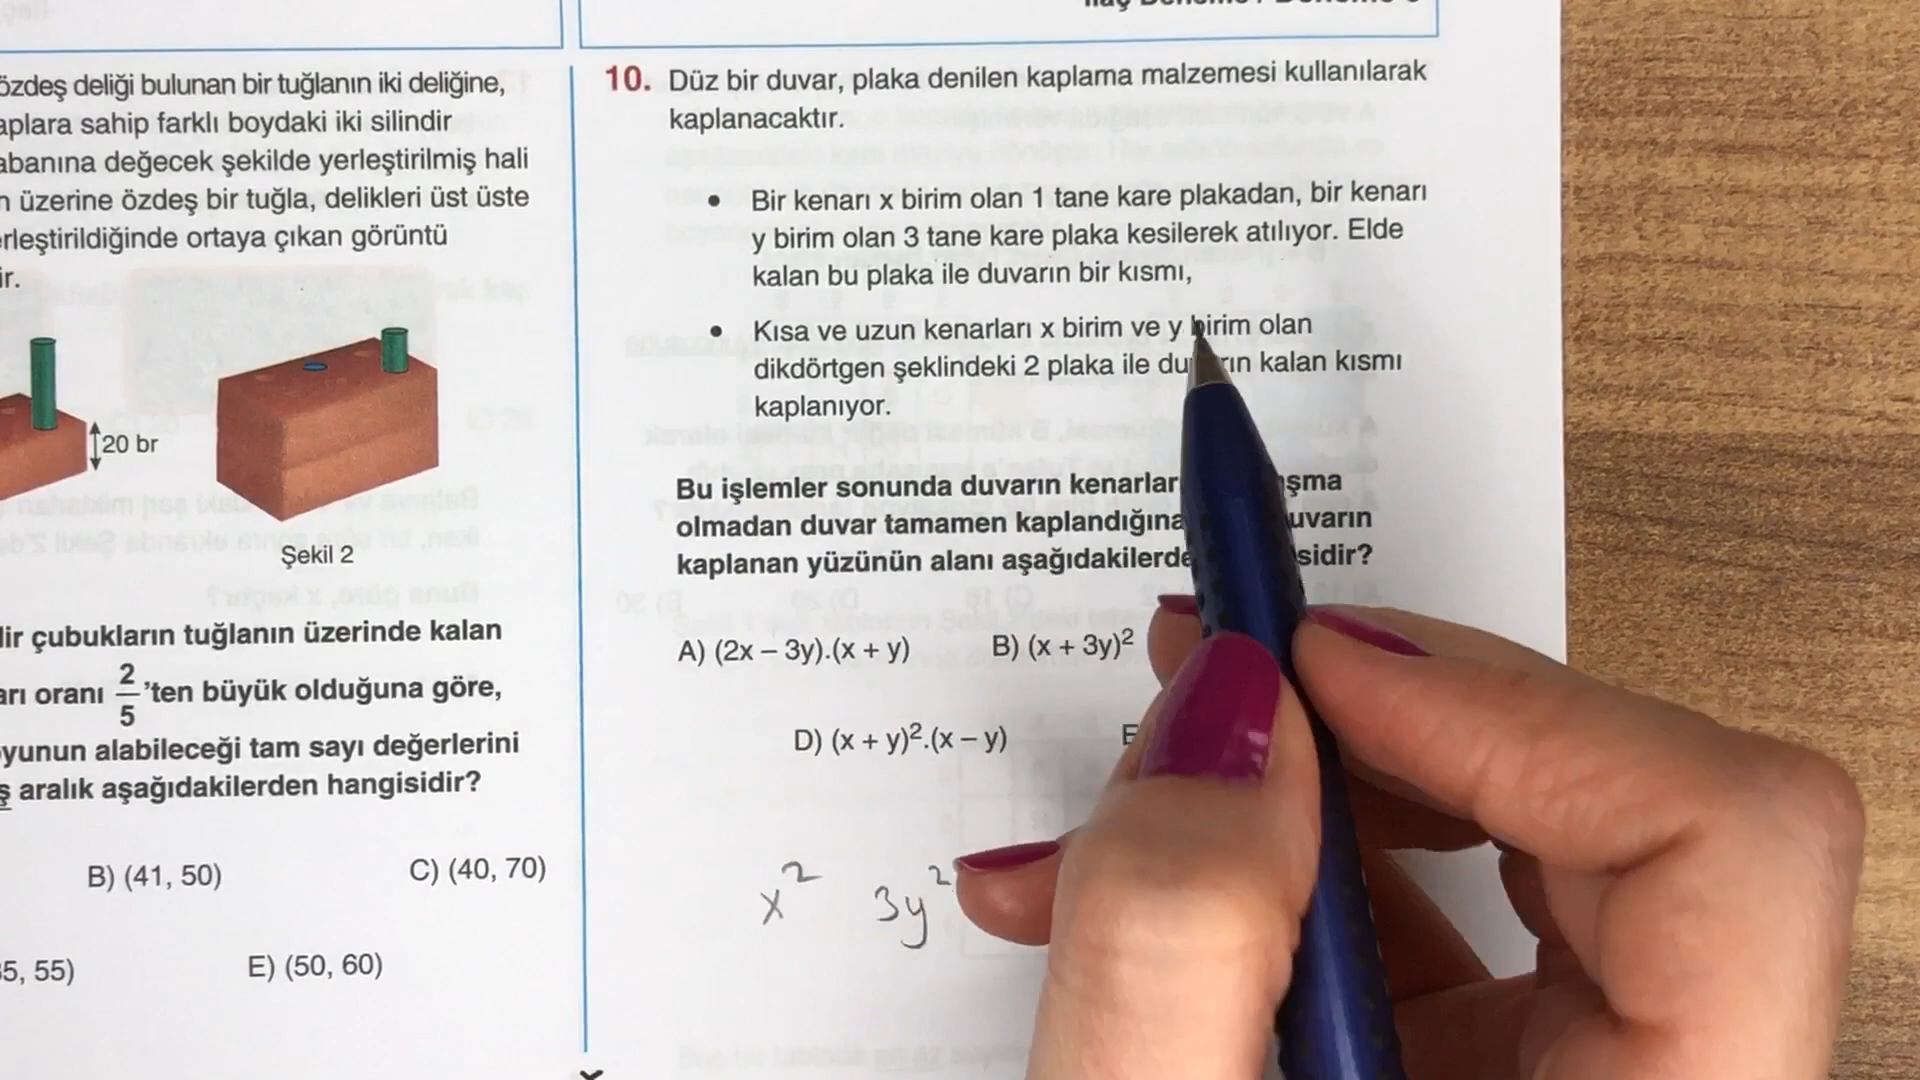 özdeş deliği bulunan bir tuğlanın iki deliğine,
aplara sahip farklı boydaki iki silindir
abanına değecek şekilde yerleştirilmiş hali
n üzerine özdeş bir tuğla, delikleri üst üste
erleştirildiğinde ortaya çıkan görüntü
ir.
20 br
Şekil 2
lir çubukların tuğlanın üzerinde kalan
arı oranı 2/5 'ten büyük olduğuna göre,
oyunun alabileceği tam sayı değerlerini
ş aralık aşağıdakilerden hangisidir?
B) (41, 50) C) (40, 70)
5, 55) E) (50, 60)
10. Düz bir duvar, plaka denilen kaplama malzemesi kullanılarak
kaplanacaktır.
• Bir kenarı x birim olan 1 tane kare plakadan, bir kenarı
y birim olan 3 tane kare plaka kesilerek atılıyor. Elde
kalan bu plaka ile duvarın bir kısmı,
• Kısa ve uzun kenarları x birim ve y birim olan
dikdörtgen şeklindeki 2 plaka ile du ın kalan kısmı
kaplanıyor.
Bu işlemler sonunda duvarın kenarlar şma
olmadan duvar tamamen kaplandığına uvarın
kaplanan yüzünün alanı aşağıdakilerde sidir?
A) (2x – 3y).(x + y) B) (x + 3y)²
D) (x + y)².(x – y) E
x² 3y²